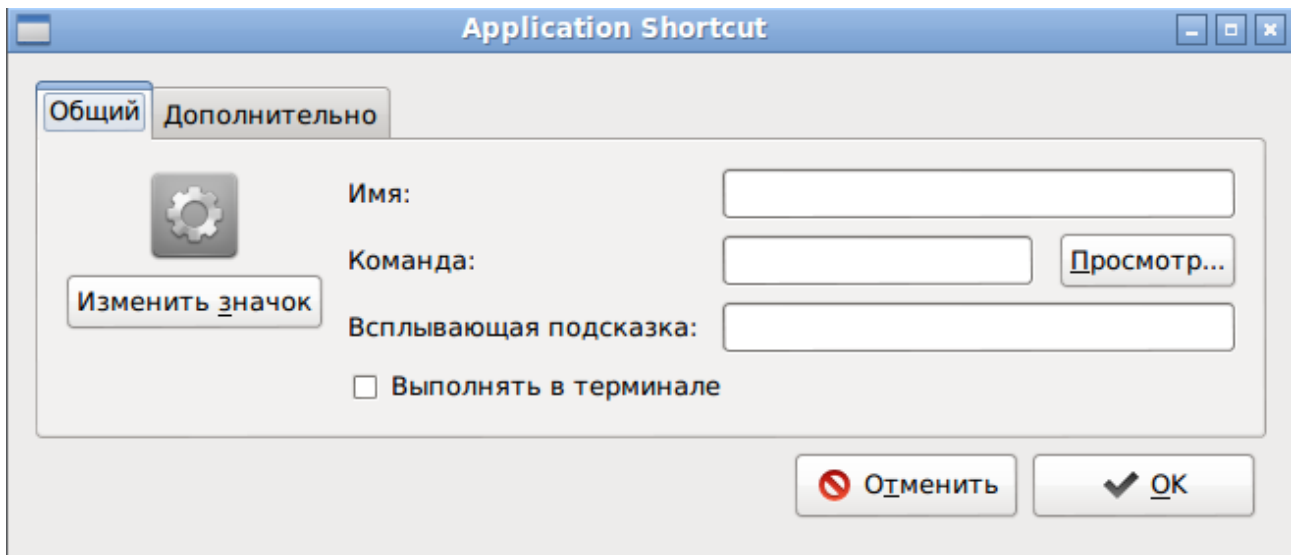 Application Shortcut
Общий Дополнительно
Имя:
Команда: Просмотр...
Изменить значок
Всплывающая подсказка:
Выполнять в терминале
Отменить OK